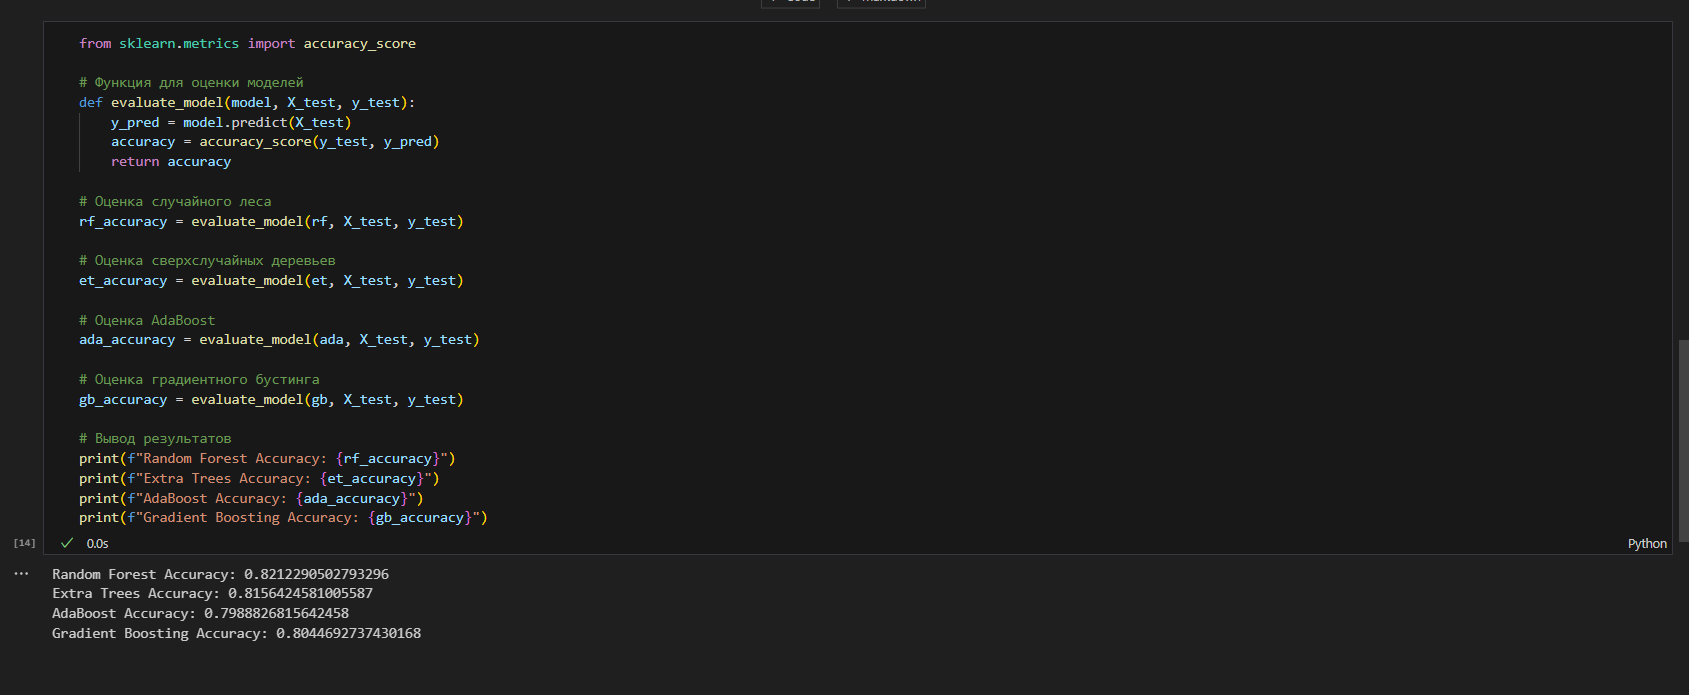 from sklearn.metrics import accuracy_score
# Функция для оценки моделей
def evaluate_model(model, X_test, y_test):
    y_pred = model.predict(X_test)
    accuracy = accuracy_score(y_test, y_pred)
    return accuracy
# Оценка случайного леса
rf_accuracy = evaluate_model(rf, X_test, y_test)
# Оценка сверхслучайных деревьев
et_accuracy = evaluate_model(et, X_test, y_test)
# Оценка AdaBoost
ada_accuracy = evaluate_model(ada, X_test, y_test)
# Оценка градиентного бустинга
gb_accuracy = evaluate_model(gb, X_test, y_test)
# Вывод результатов
print(f"Random Forest Accuracy: {rf_accuracy}")
print(f"Extra Trees Accuracy: {et_accuracy}")
print(f"AdaBoost Accuracy: {ada_accuracy}")
print(f"Gradient Boosting Accuracy: {gb_accuracy}")
[14] ✓ 0.0s Python
... Random Forest Accuracy: 0.8212290502793296
Extra Trees Accuracy: 0.8156424581005587
AdaBoost Accuracy: 0.7988826815642458
Gradient Boosting Accuracy: 0.8044692737430168